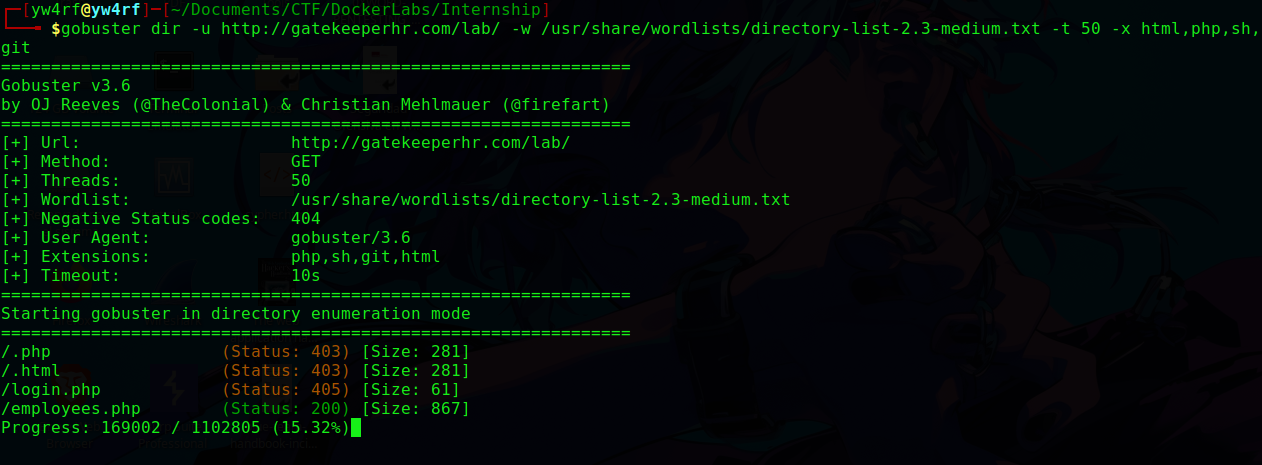 ┌─[yw4rf@yw4rf]─[~/Documents/CTF/DockerLabs/Internship]
└──╼ $gobuster dir -u http://gatekeeperhr.com/lab/ -w /usr/share/wordlists/directory-list-2.3-medium.txt -t 50 -x html,php,sh,
git
===============================================================
Gobuster v3.6
by OJ Reeves (@TheColonial) & Christian Mehlmauer (@firefart)
===============================================================
[+] Url:                     http://gatekeeperhr.com/lab/
[+] Method:                  GET
[+] Threads:                 50
[+] Wordlist:                /usr/share/wordlists/directory-list-2.3-medium.txt
[+] Negative Status codes:   404
[+] User Agent:              gobuster/3.6
[+] Extensions:              php,sh,git,html
[+] Timeout:                 10s
===============================================================
Starting gobuster in directory enumeration mode
===============================================================
/.php                 (Status: 403) [Size: 281]
/.html                (Status: 403) [Size: 281]
/login.php            (Status: 405) [Size: 61]
/employees.php        (Status: 200) [Size: 867]
Progress: 169002 / 1102805 (15.32%)